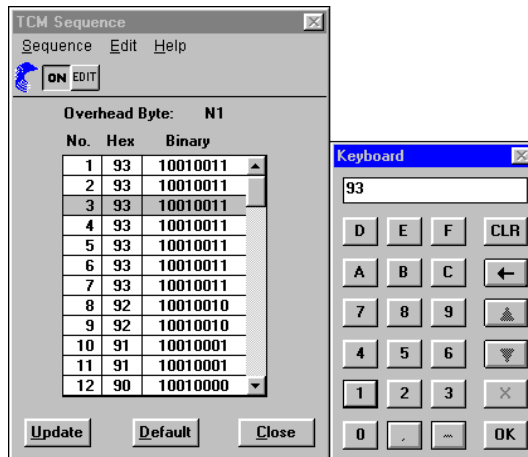 TCM Sequence
Sequence Edit Help
ON EDIT
Overhead Byte: N1
No. Hex Binary
1 93 10010011
2 93 10010011
3 93 10010011
4 93 10010011
5 93 10010011
6 93 10010011
7 93 10010011
8 92 10010010
9 92 10010010
10 91 10010001
11 91 10010001
12 90 10010000
Update Default Close
Keyboard
93
D E F CLR
A B C
7 8 9
4 5 6
1 2 3
0 , OK